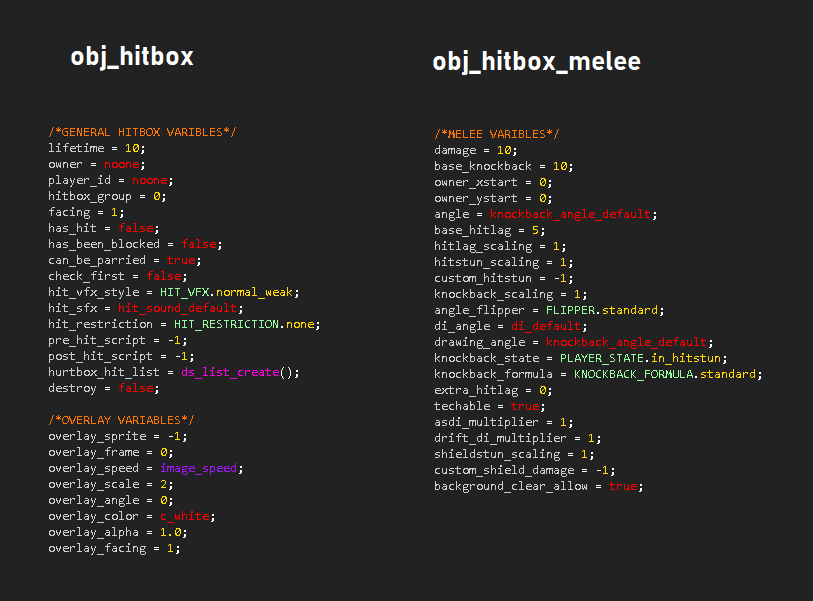 obj_hitbox
/*GENERAL HITBOX VARIBLES*/
lifetime = 10;
owner = noone;
player_id = noone;
hitbox_group = 0;
facing = 1;
has_hit = false;
has_been_blocked = false;
can_be_parried = true;
check_first = false;
hit_vfx_style = HIT_VFX.normal_weak;
hit_sfx = hit_sound_default;
hit_restriction = HIT_RESTRICTION.none;
pre_hit_script = -1;
post_hit_script = -1;
hurtbox_hit_list = ds_list_create();
destroy = false;
/*OVERLAY VARIABLES*/
overlay_sprite = -1;
overlay_frame = 0;
overlay_speed = image_speed;
overlay_scale = 2;
overlay_angle = 0;
overlay_color = c_white;
overlay_alpha = 1.0;
overlay_facing = 1;
obj_hitbox_melee
/*MELEE VARIBLES*/
damage = 10;
base_knockback = 10;
owner_xstart = 0;
owner_ystart = 0;
angle = knockback_angle_default;
base_hitlag = 5;
hitlag_scaling = 1;
hitstun_scaling = 1;
custom_hitstun = -1;
knockback_scaling = 1;
angle_flipper = FLIPPER.standard;
di_angle = di_default;
drawing_angle = knockback_angle_default;
knockback_state = PLAYER_STATE.in_hitstun;
knockback_formula = KNOCKBACK_FORMULA.standard;
extra_hitlag = 0;
techable = true;
asdi_multiplier = 1;
drift_di_multiplier = 1;
shieldstun_scaling = 1;
custom_shield_damage = -1;
background_clear_allow = true;